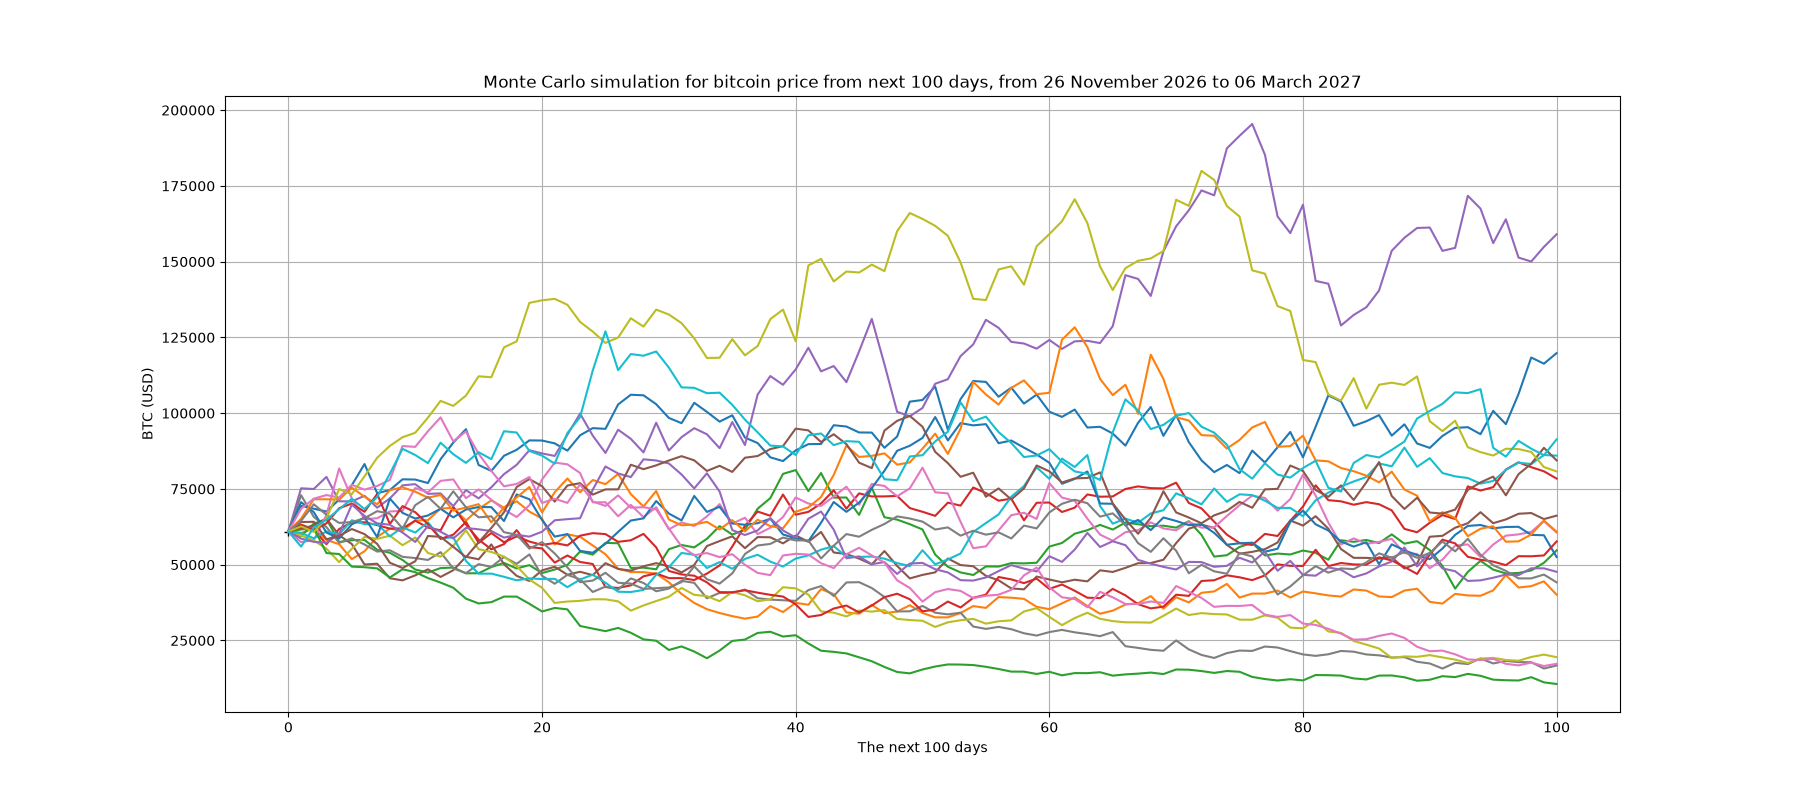 Monte Carlo simulation for bitcoin price from next 100 days, from 26 November 2026 to 06 March 2027
200000
175000
150000
125000
100000
75000
50000
25000
BTC (USD)
0 20 40 60 80 100
The next 100 days